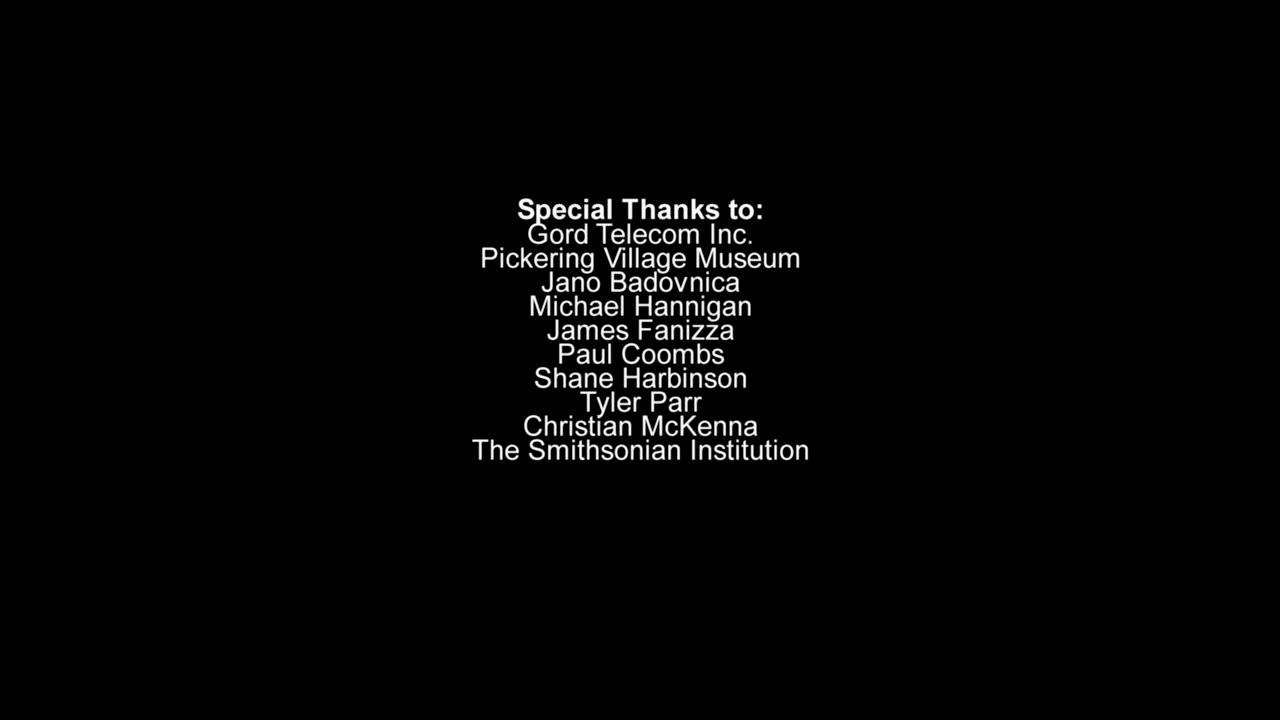 Special Thanks to:
Gord Telecom Inc.
Pickering Village Museum
Jano Badovnica
Michael Hannigan
James Fanizza
Paul Coombs
Shane Harbinson
Tyler Parr
Christian McKenna
The Smithsonian Institution